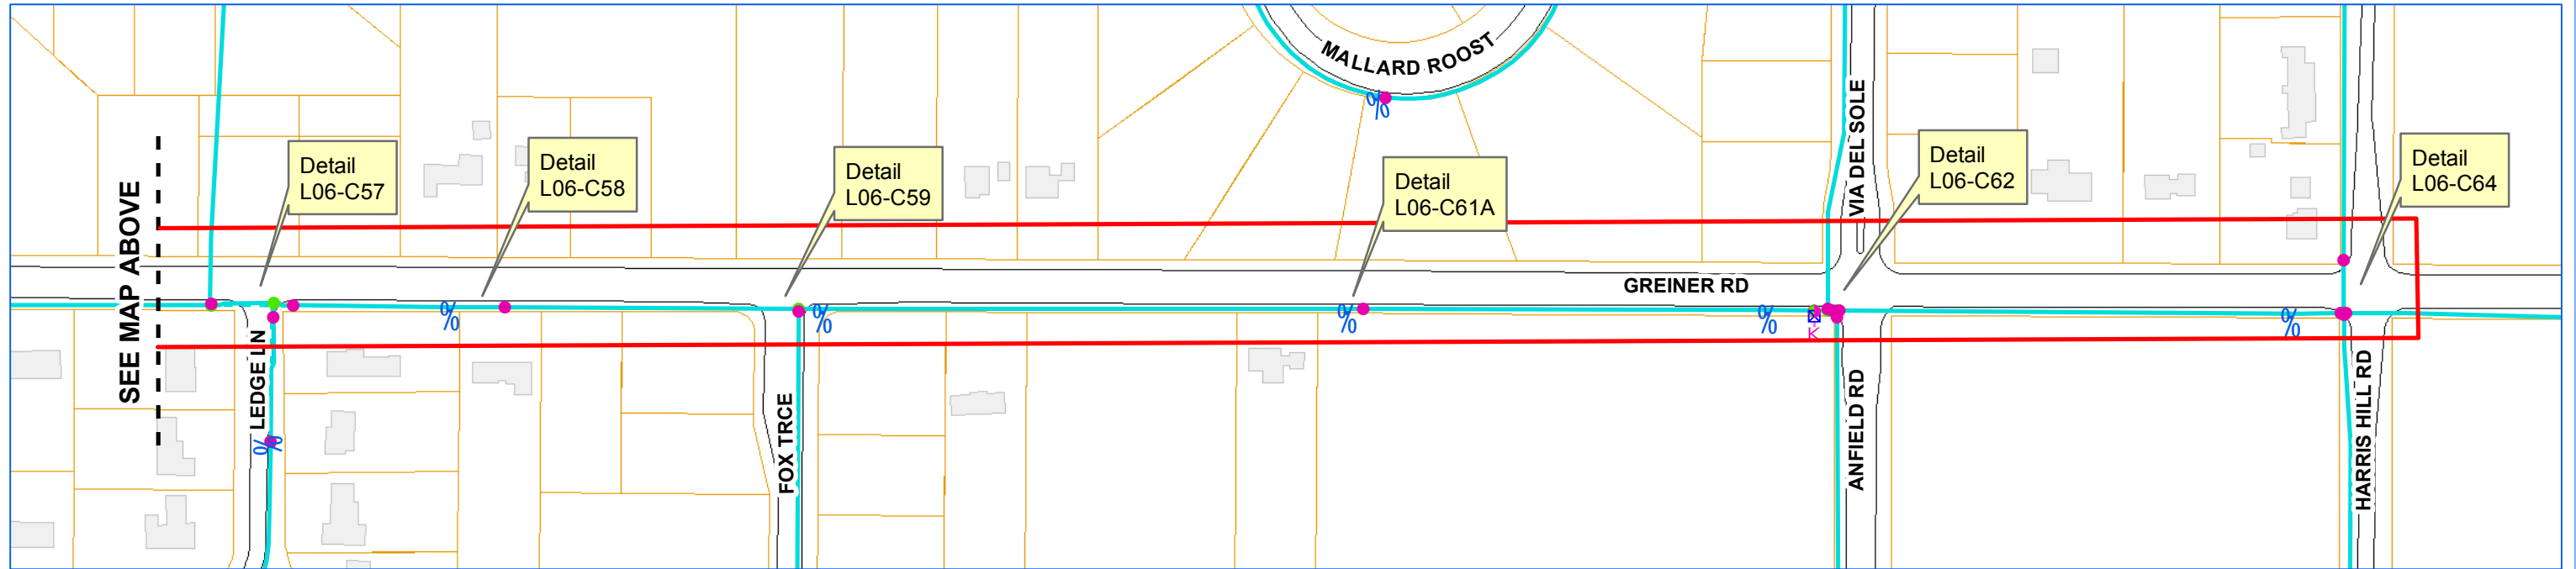 MALLARD ROOST
VIA DEL SOLE
Detail
L06-C57
Detail
L06-C58
Detail
L06-C59
Detail
L06-C61A
Detail
L06-C62
Detail
L06-C64
SEE MAP ABOVE
GREINER RD
%
%
%
%
%
%
%
%
K
LEDGE LN
FOX TRCE
ANFIELD RD
HARRIS HILL RD